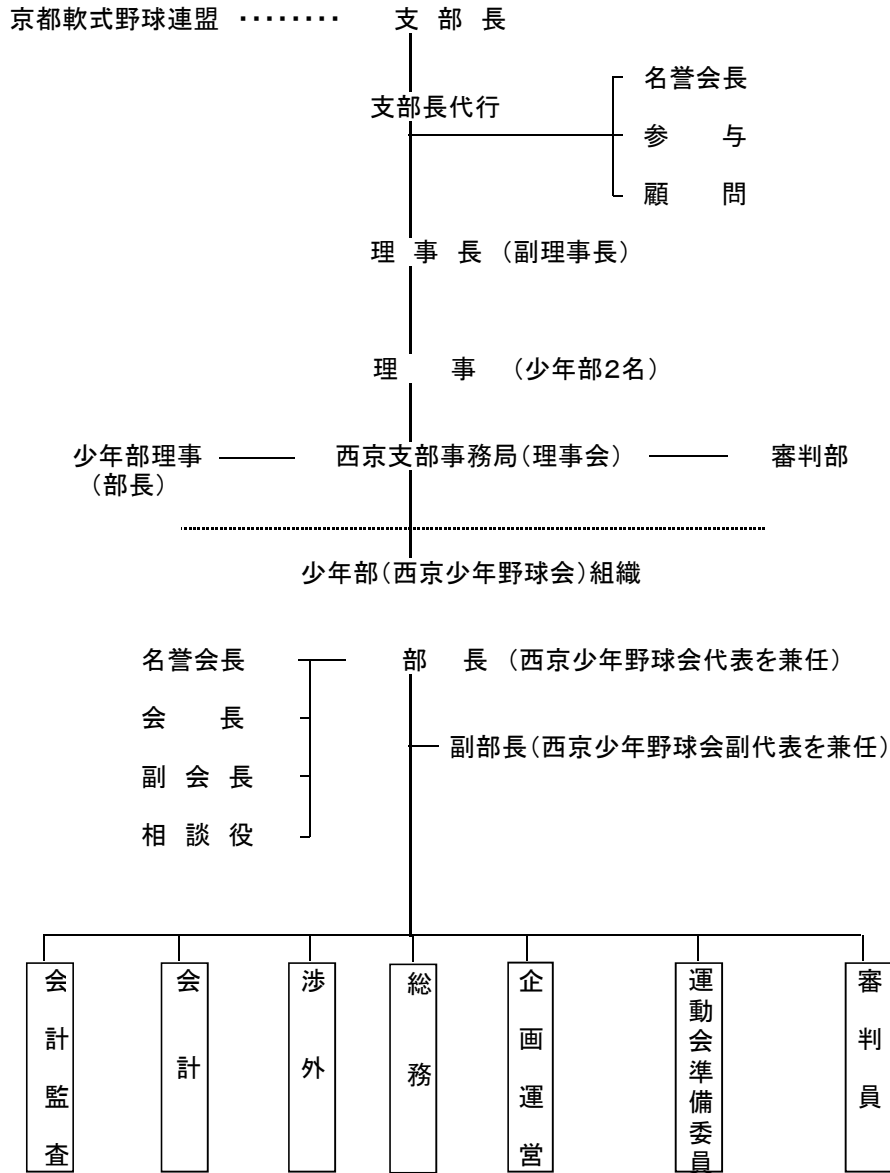 京都軟式野球連盟 ・・・・・・・・ 支 部 長
名誉会長
支部長代行
参 与
顧 問
理 事 長 (副理事長)
理 事 (少年部2名)
少年部理事 西京支部事務局(理事会) 審判部
(部長)
少年部(西京少年野球会)組織
名誉会長 部 長 (西京少年野球会代表を兼任)
会 長
副部長(西京少年野球会副代表を兼任)
副 会 長
相 談 役
会計監査
会計
渉外
総務
企画運営
運動会準備委員
審判員